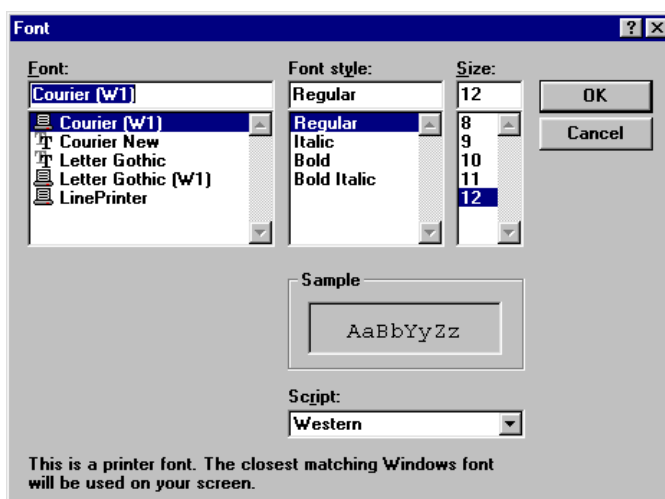 Font
Font: Font style: Size:
Courier (W1) Regular 12 OK
Courier (W1) Regular 8 Cancel
Courier New Italic 9
Letter Gothic Bold 10
Letter Gothic (W1) Bold Italic 11
LinePrinter 12
Sample
AaBbYyZz
Script:
Western
This is a printer font. The closest matching Windows font
will be used on your screen.